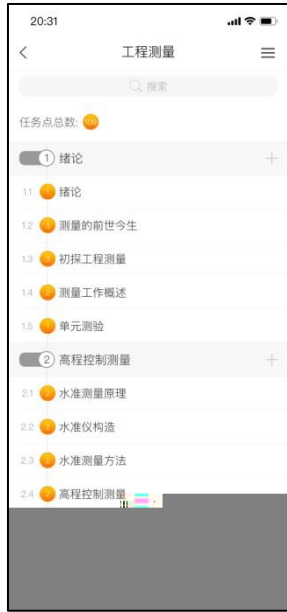 20:31
工程测量
搜索
任务点总数:
1 绪论
1.1 绪论
1.2 测量的前世今生
1.3 初探工程测量
1.4 测量工作概述
1.5 单元测验
2 高程控制测量
2.1 水准测量原理
2.2 水准仪构造
2.3 水准测量方法
2.4 高程控制测量